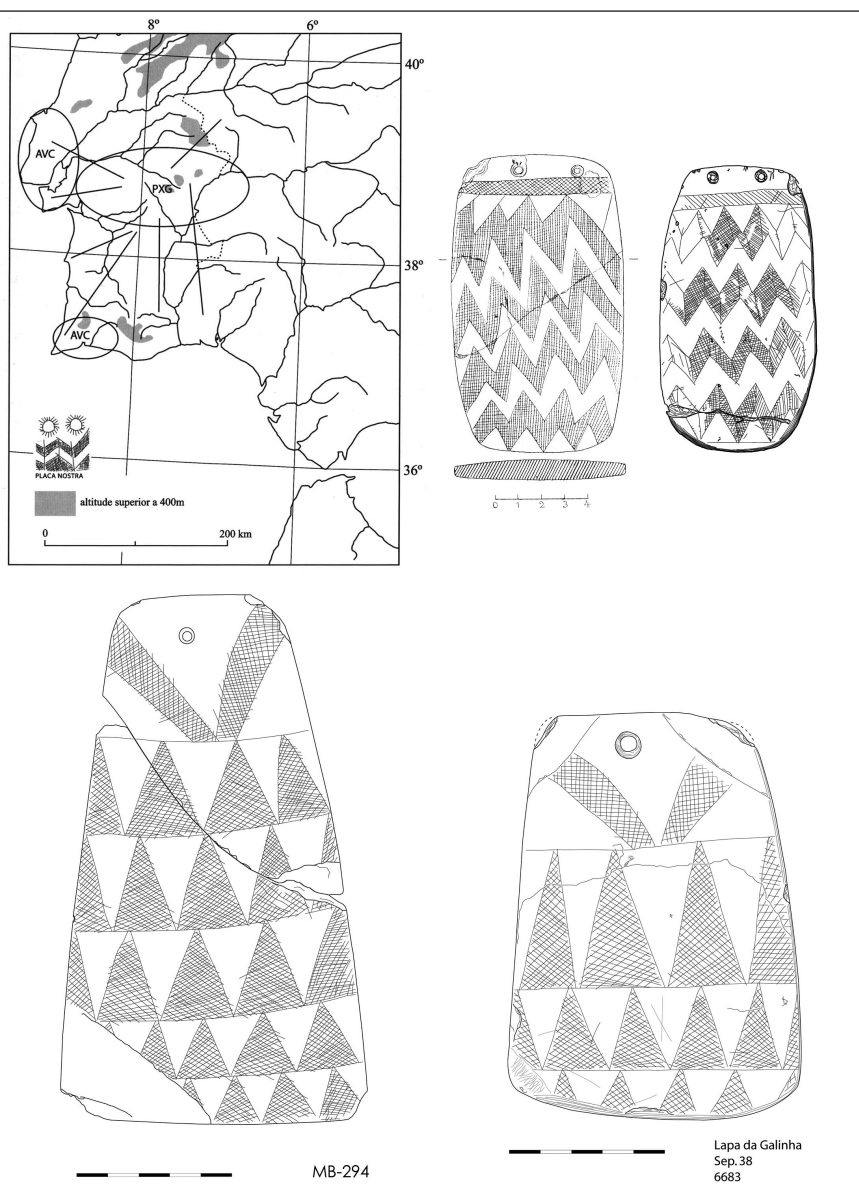 8º 6º
40º
AVC
PXG
38º
AVC
36º
PLACA NOSTRA
altitude superior a 400m
0 200 km
0 1 2 3 4
MB-294
Lapa da Galinha
Sep. 38
6683